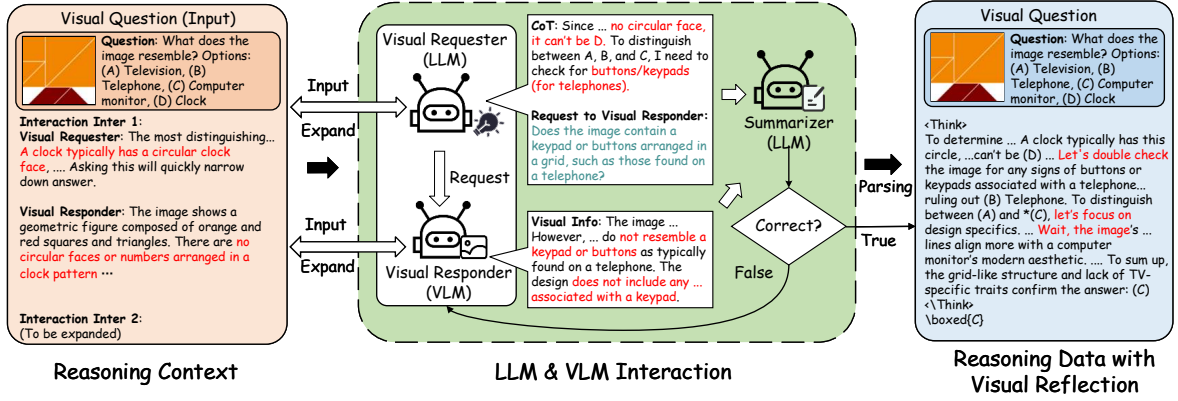 Visual Question (Input)
Question: What does the
image resemble? Options:
(A) Television, (B)
Telephone, (C) Computer
monitor, (D) Clock
Interaction Inter 1:
Visual Requester: The most distinguishing...
A clock typically has a circular clock
face, .... Asking this will quickly narrow
down answer.
Visual Responder: The image shows a
geometric figure composed of orange and
red squares and triangles. There are no
circular faces or numbers arranged in a
clock pattern ...
Interaction Inter 2:
(To be expanded)
Reasoning Context
Input
Expand
Input
Expand
Visual Requester
(LLM)
Request
Visual Responder
(VLM)
CoT: Since ... no circular face,
it can't be D. To distinguish
between A, B, and C, I need to
check for buttons/keypads
(for telephones).
Request to Visual Responder:
Does the image contain a
keypad or buttons arranged in
a grid, such as those found on
a telephone?
Visual Info: The image ...
However, ... do not resemble a
keypad or buttons as typically
found on a telephone. The
design does not include any ...
associated with a keypad.
Summarizer
(LLM)
Correct?
False
LLM & VLM Interaction
Parsing
True
Visual Question
Question: What does the
image resemble? Options:
(A) Television, (B)
Telephone, (C) Computer
monitor, (D) Clock
<Think>
To determine ... A clock typically has this
circle, ...can't be (D) ... Let's double check
the image for any signs of buttons or
keypads associated with a telephone...
ruling out (B) Telephone. To distinguish
between (A) and *(C), let's focus on
design specifics. ... Wait, the image's ...
lines align more with a computer
monitor's modern aesthetic. .... To sum up,
the grid-like structure and lack of TV-
specific traits confirm the answer: (C)
<\Think>
\boxed{C}
Reasoning Data with
Visual Reflection